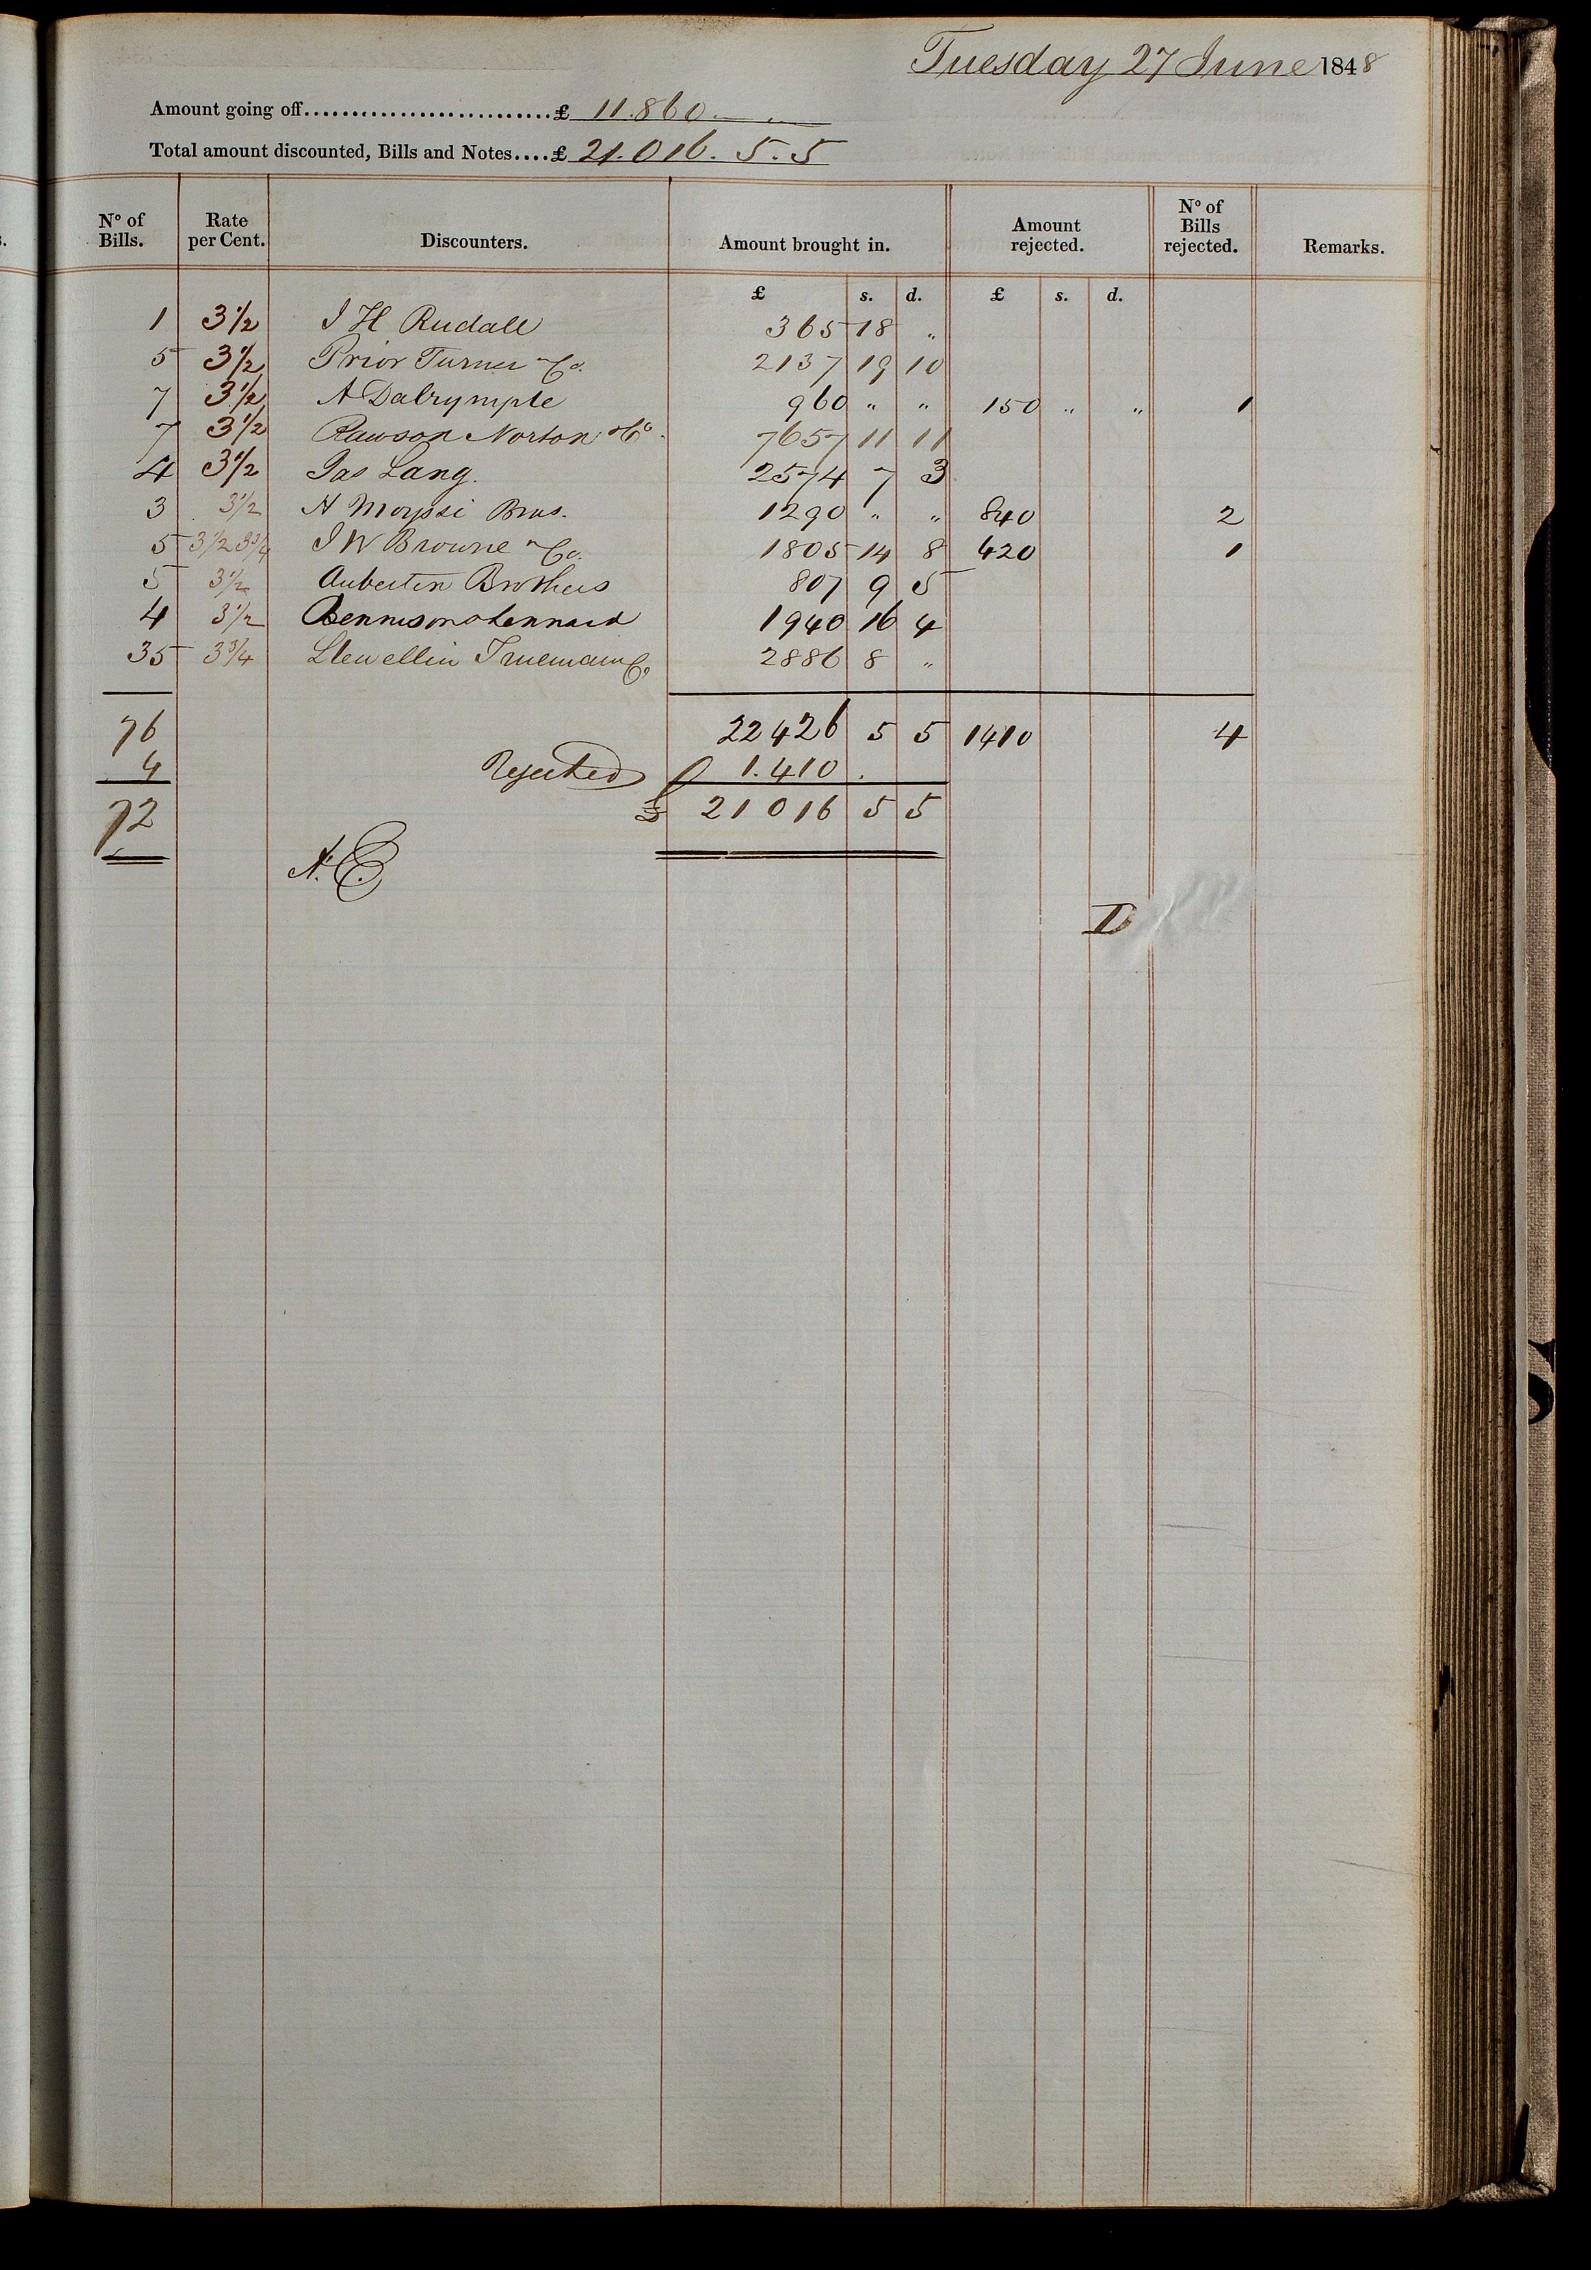 Tuesday 27 June 1848
Amount going off...........................£ 11.860. — „
Total amount discounted, Bills and Notes....£ 21.016. 5. 5
Nº of Bills. Rate per Cent. Discounters. Amount brought in. Amount rejected. Nº of Bills rejected. Remarks.
£ s. d. £ s. d.
1 3½ J H Rudall 365 18 „
5 3½ Prior Turner & Co. 2137 19 10
7 3½ A Dalrymple 960 „ „ 150 „ „ 1
7 3½ Rawson Norton & Co. 7657 11 11
4 3½ Jas Lang. 2574 7 3
3 3½ H Moyssi Bros. 1290 „ „ 840 2
5 3½ 3¾ J W Browne & Co. 1805 14 8 420 1
5 3½ Aubertin Brothers 807 9 5
4 3½ Bennison & Lennard 1940 16 4
35 3¾ Llewellin Trueman & Co 2886 8 „
76 22426 5 5 1410 4
4 Rejected 1.410 .
72 £ 21016 5 5
A. C.
D